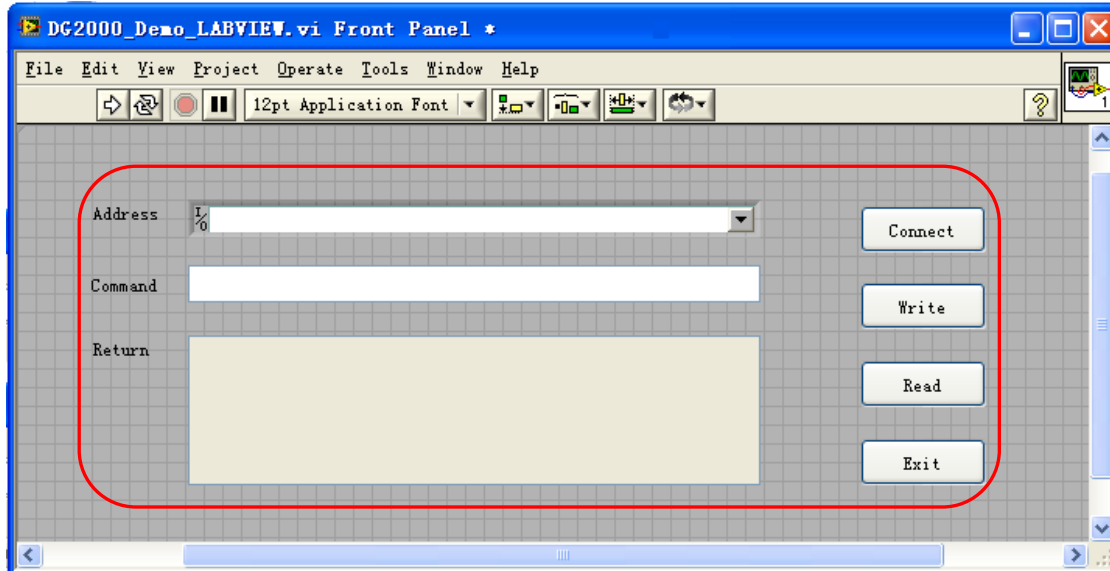 DG2000_Demo_LABVIEW.vi Front Panel *
File Edit View Project Operate Tools Window Help
12pt Application Font
?
1
Address
I/O
Connect
Command
Write
Return
Read
Exit